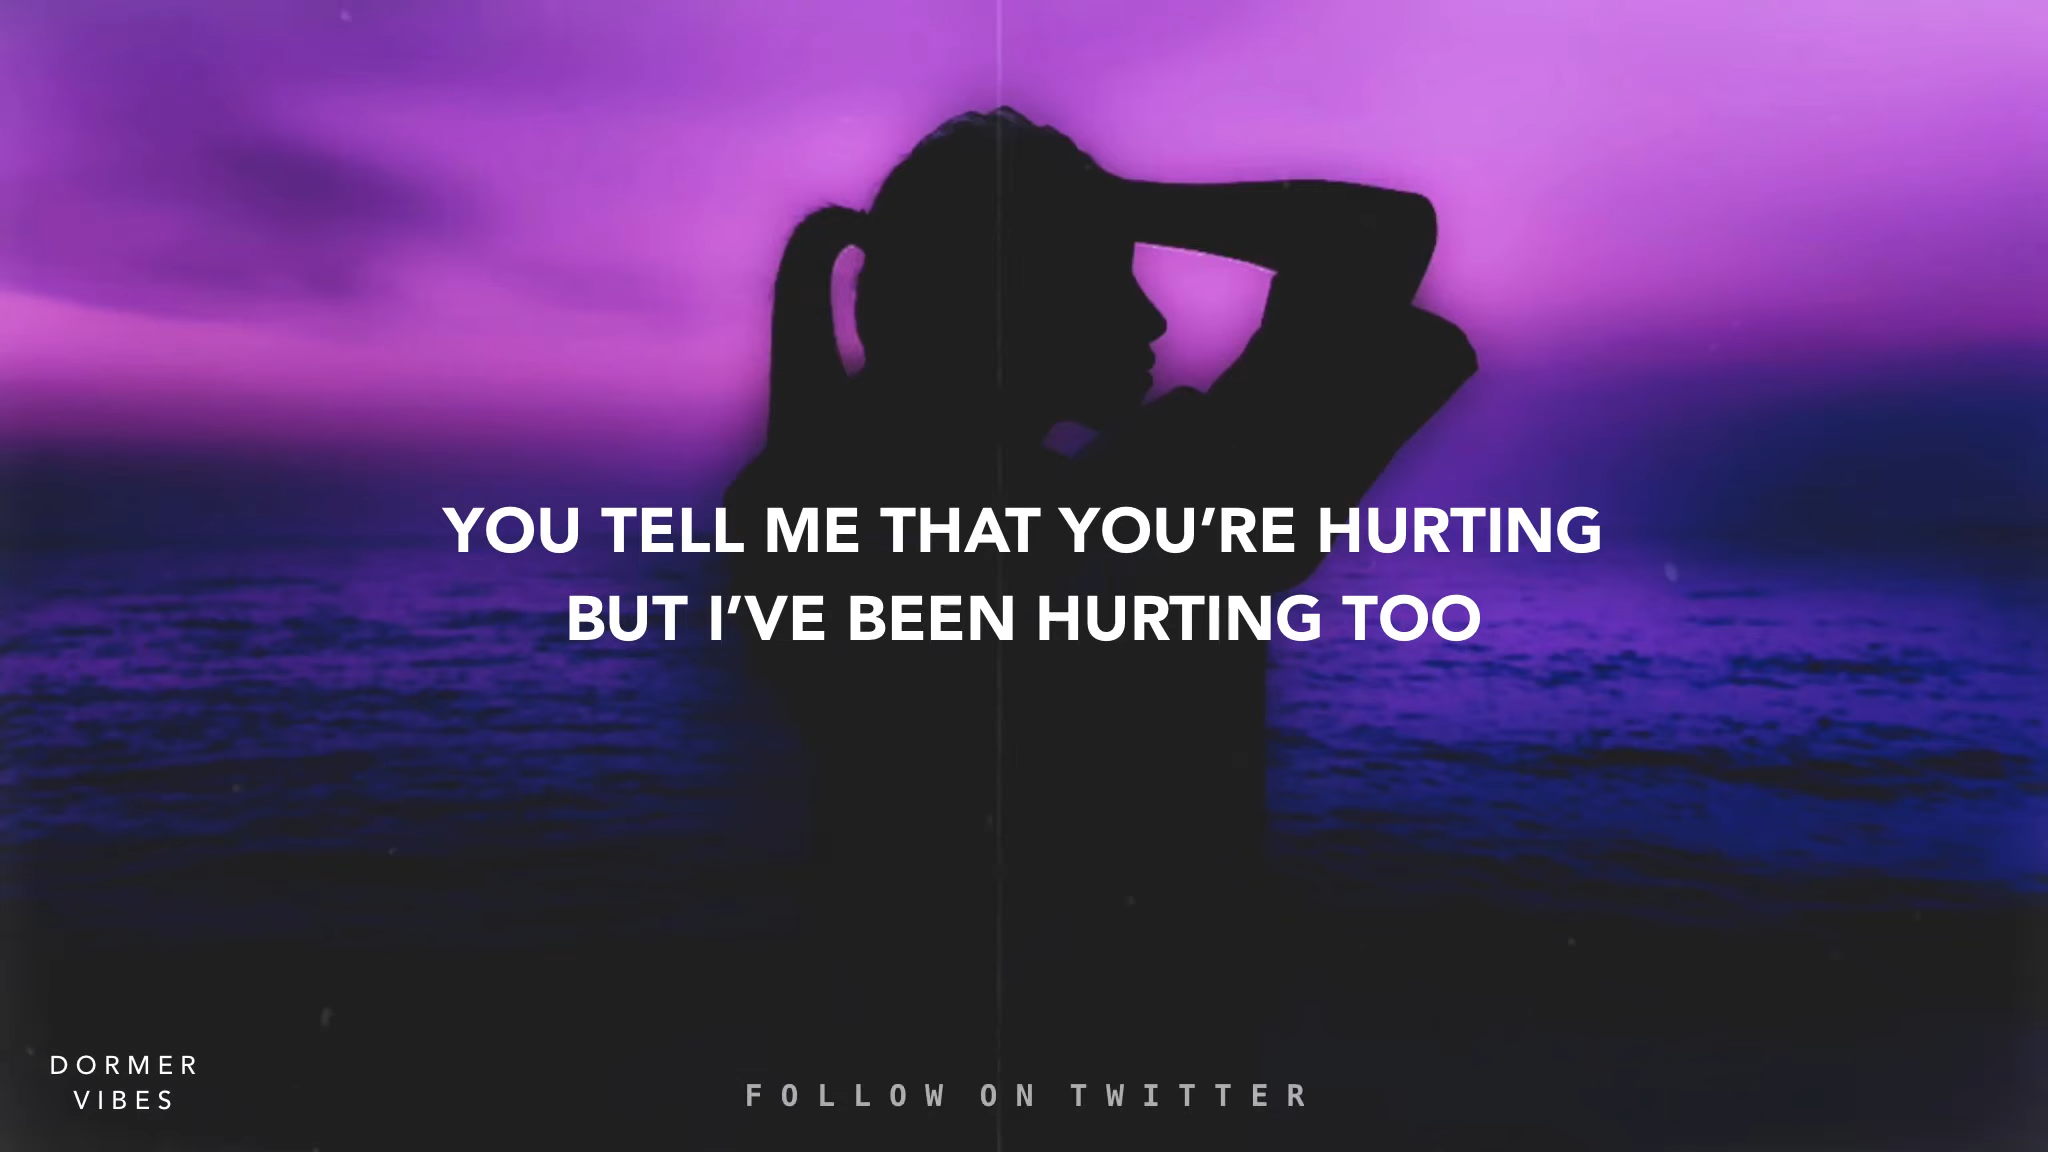 YOU TELL ME THAT YOU’RE HURTING
BUT I’VE BEEN HURTING TOO
DORMER
VIBES
FOLLOW ON TWITTER